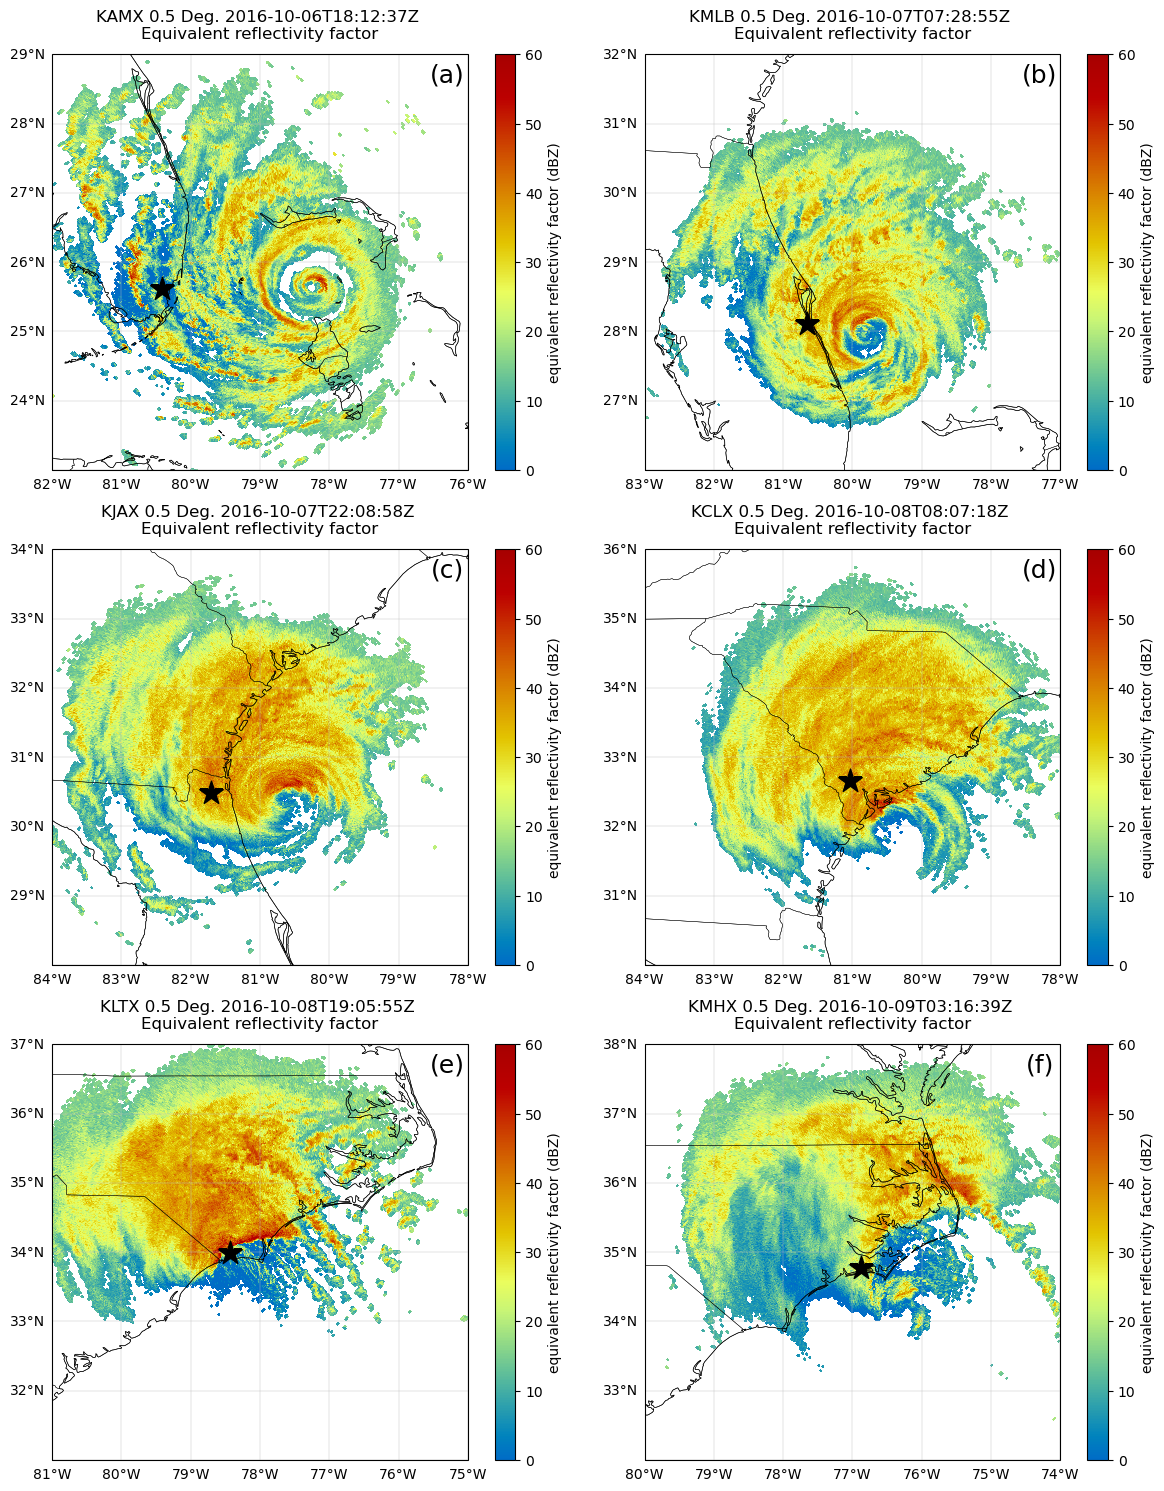 KAMX 0.5 Deg. 2016-10-06T18:12:37Z
Equivalent reflectivity factor
(a)
29°N
28°N
27°N
26°N
25°N
24°N
82°W 81°W 80°W 79°W 78°W 77°W 76°W
60
50
40
30
20
10
0
equivalent reflectivity factor (dBZ)
KMLB 0.5 Deg. 2016-10-07T07:28:55Z
Equivalent reflectivity factor
(b)
32°N
31°N
30°N
29°N
28°N
27°N
83°W 82°W 81°W 80°W 79°W 78°W 77°W
60
50
40
30
20
10
0
equivalent reflectivity factor (dBZ)
KJAX 0.5 Deg. 2016-10-07T22:08:58Z
Equivalent reflectivity factor
(c)
34°N
33°N
32°N
31°N
30°N
29°N
84°W 83°W 82°W 81°W 80°W 79°W 78°W
60
50
40
30
20
10
0
equivalent reflectivity factor (dBZ)
KCLX 0.5 Deg. 2016-10-08T08:07:18Z
Equivalent reflectivity factor
(d)
36°N
35°N
34°N
33°N
32°N
31°N
84°W 83°W 82°W 81°W 80°W 79°W 78°W
60
50
40
30
20
10
0
equivalent reflectivity factor (dBZ)
KLTX 0.5 Deg. 2016-10-08T19:05:55Z
Equivalent reflectivity factor
(e)
37°N
36°N
35°N
34°N
33°N
32°N
81°W 80°W 79°W 78°W 77°W 76°W 75°W
60
50
40
30
20
10
0
equivalent reflectivity factor (dBZ)
KMHX 0.5 Deg. 2016-10-09T03:16:39Z
Equivalent reflectivity factor
(f)
38°N
37°N
36°N
35°N
34°N
33°N
80°W 79°W 78°W 77°W 76°W 75°W 74°W
60
50
40
30
20
10
0
equivalent reflectivity factor (dBZ)